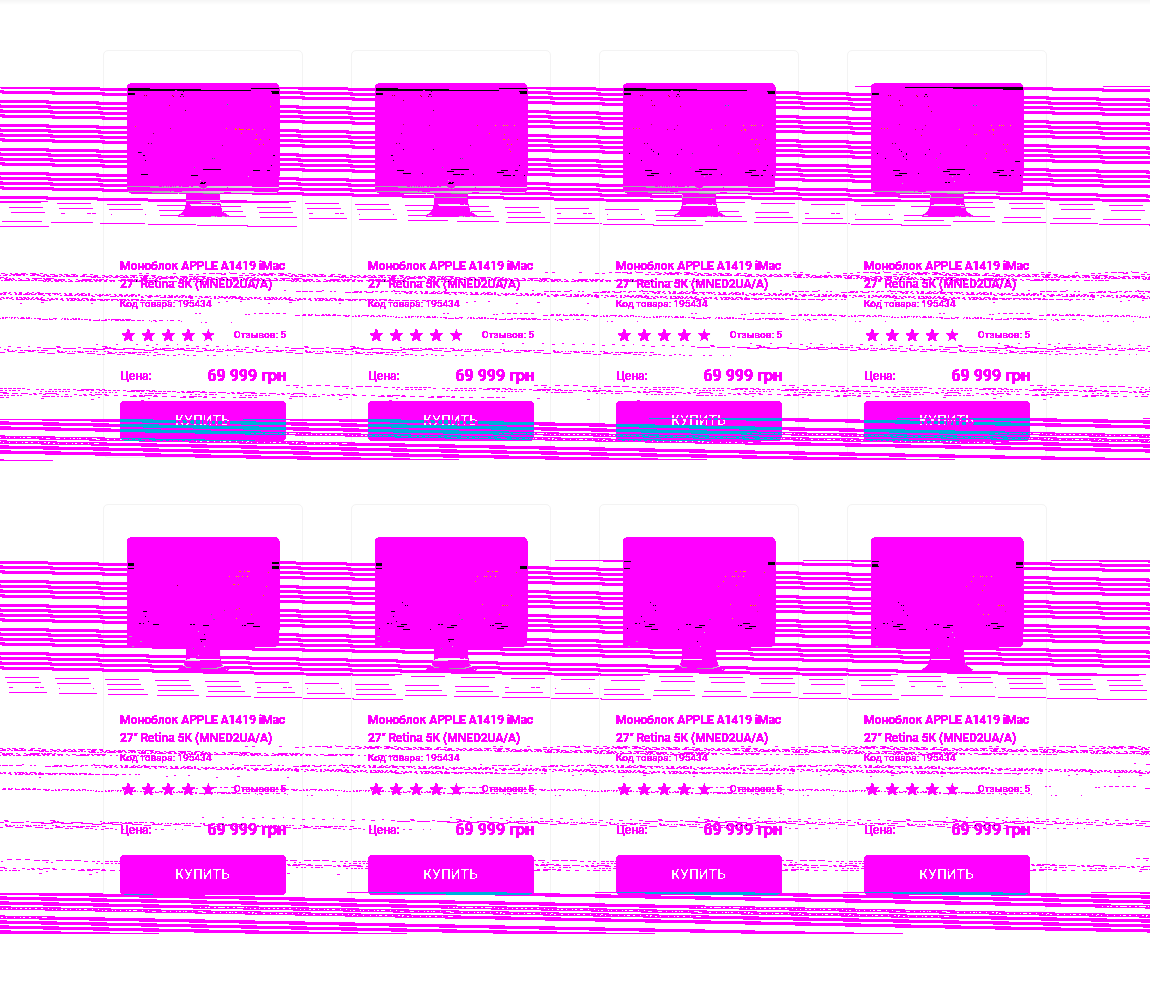 Моноблок APPLE A1419 iMac
27" Retina 5K (MNED2UA/A)
Код товара: 195434
Отзывов: 5
Цена: 69 999 грн
КУПИТЬ
Моноблок APPLE A1419 iMac
27" Retina 5K (MNED2UA/A)
Код товара: 195434
Отзывов: 5
Цена: 69 999 грн
КУПИТЬ
Моноблок APPLE A1419 iMac
27" Retina 5K (MNED2UA/A)
Код товара: 195434
Отзывов: 5
Цена: 69 999 грн
КУПИТЬ
Моноблок APPLE A1419 iMac
27" Retina 5K (MNED2UA/A)
Код товара: 195434
Отзывов: 5
Цена: 69 999 грн
КУПИТЬ
Моноблок APPLE A1419 iMac
27" Retina 5K (MNED2UA/A)
Код товара: 195434
Отзывов: 5
Цена: 69 999 грн
КУПИТЬ
Моноблок APPLE A1419 iMac
27" Retina 5K (MNED2UA/A)
Код товара: 195434
Отзывов: 5
Цена: 69 999 грн
КУПИТЬ
Моноблок APPLE A1419 iMac
27" Retina 5K (MNED2UA/A)
Код товара: 195434
Отзывов: 5
Цена: 69 999 грн
КУПИТЬ
Моноблок APPLE A1419 iMac
27" Retina 5K (MNED2UA/A)
Код товара: 195434
Отзывов: 5
Цена: 69 999 грн
КУПИТЬ